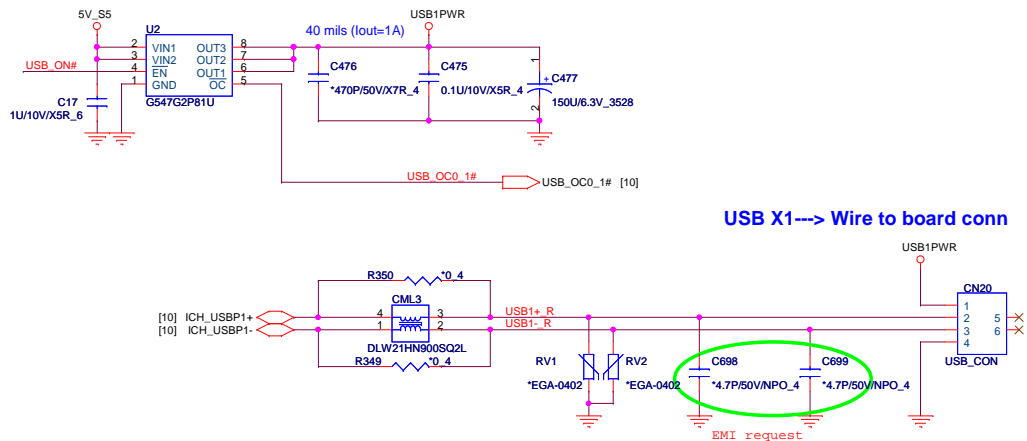 5V_S5
U2
USB1PWR
40 mils (Iout=1A)
2 VIN1 OUT3 8
3 VIN2 OUT2 7
USB_ON# 4 EN OUT1 6
1 GND OC 5
G547G2P81U
C17
1U/10V/X5R_6
C476
*470P/50V/X7R_4
C475
0.1U/10V/X5R_4
1
+ C477
150U/6.3V_3528
2
USB_OC0_1# USB_OC0_1# [10]
USB X1---> Wire to board conn
USB1PWR
R350 *0_4
CML3
CN20
[10] ICH_USBP1+ 4 3 USB1+_R
[10] ICH_USBP1- 1 2 USB1-_R
DLW21HN900SQ2L
R349 *0_4
1
2 5
3 6
4
USB_CON
RV1 RV2 C698 C699
*EGA-0402 *EGA-0402 *4.7P/50V/NPO_4 *4.7P/50V/NPO_4
EMI request